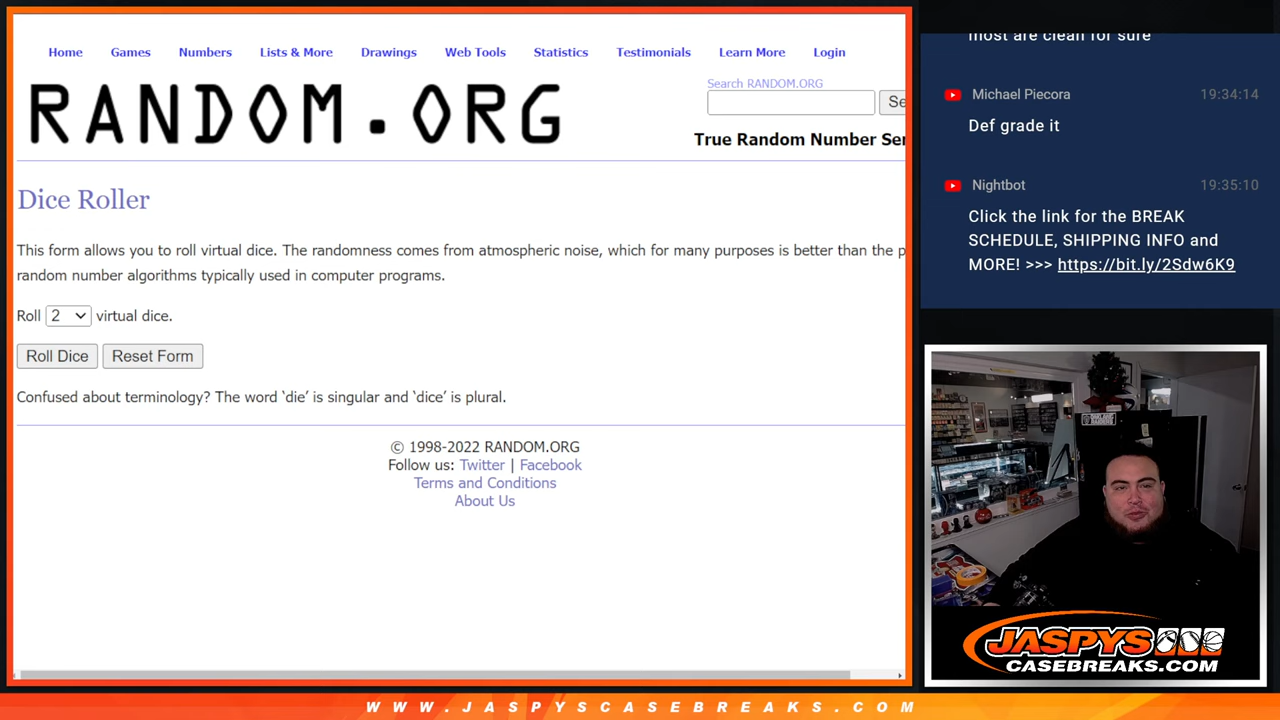 Home Games Numbers Lists & More Drawings Web Tools Statistics Testimonials Learn More Login
RANDOM.ORG
Search RANDOM.ORG
Se
True Random Number Ser
Dice Roller
This form allows you to roll virtual dice. The randomness comes from atmospheric noise, which for many purposes is better than the p
random number algorithms typically used in computer programs.
Roll 2 virtual dice.
Roll Dice Reset Form
Confused about terminology? The word ‘die’ is singular and ‘dice’ is plural.
© 1998-2022 RANDOM.ORG
Follow us: Twitter | Facebook
Terms and Conditions
About Us
most are clean for sure
Michael Piecora 19:34:14
Def grade it
Nightbot 19:35:10
Click the link for the BREAK
SCHEDULE, SHIPPING INFO and
MORE! >>> https://bit.ly/2Sdw6K9
JASPYS
CASEBREAKS.COM
WWW.JASPYSCASEBREAKS.COM